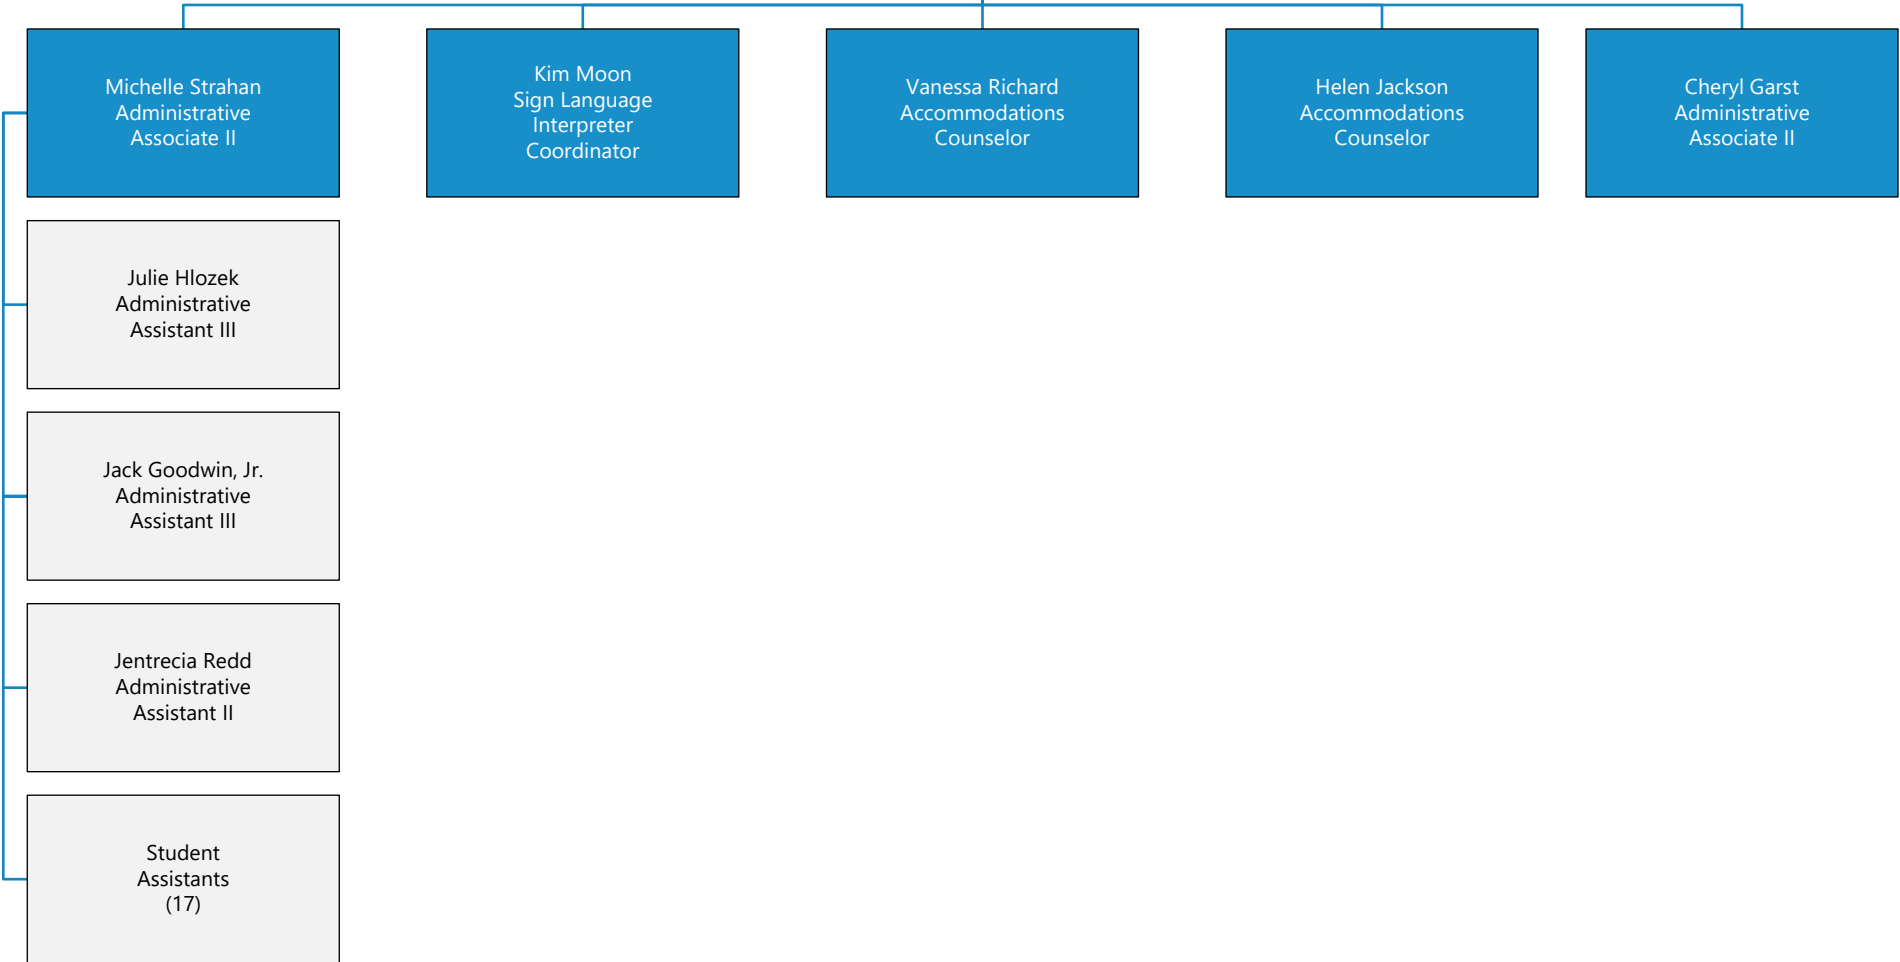 Michelle Strahan
Administrative
Associate II
Kim Moon
Sign Language
Interpreter
Coordinator
Vanessa Richard
Accommodations
Counselor
Helen Jackson
Accommodations
Counselor
Cheryl Garst
Administrative
Associate II
Julie Hlozek
Administrative
Assistant III
Jack Goodwin, Jr.
Administrative
Assistant III
Jentrecia Redd
Administrative
Assistant II
Student
Assistants
(17)